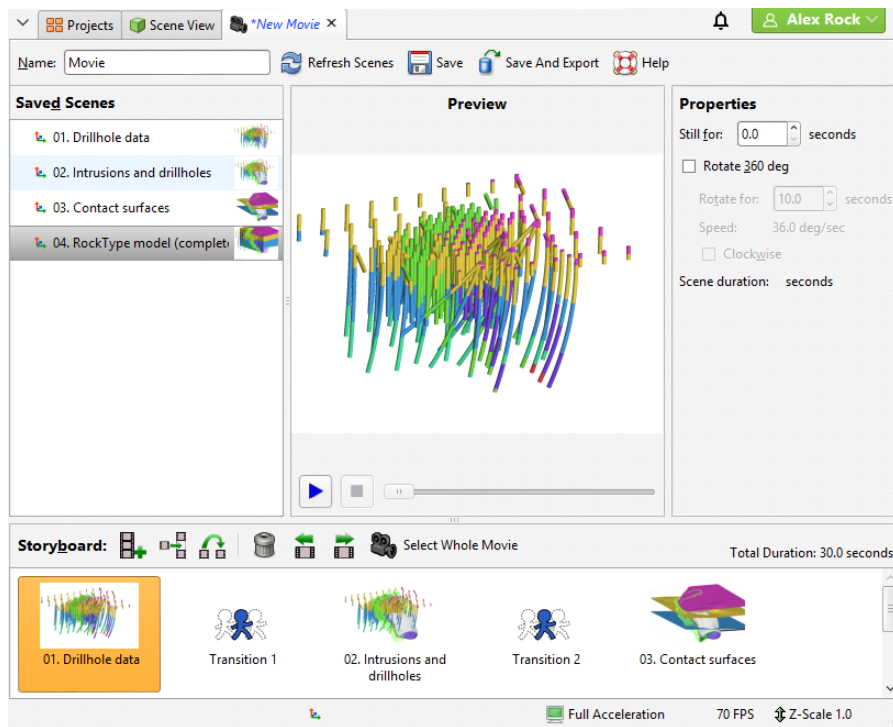 Projects
Scene View
*New Movie
Alex Rock
Name: Movie
Refresh Scenes
Save
Save And Export
Help
Saved Scenes
01. Drillhole data
02. Intrusions and drillholes
03. Contact surfaces
04. RockType model (complet
Preview
Properties
Still for: 0.0 seconds
Rotate 360 deg
Rotate for: 10.0 seconds
Speed: 36.0 deg/sec
Clockwise
Scene duration: seconds
Storyboard:
Select Whole Movie
Total Duration: 30.0 seconds
01. Drillhole data
Transition 1
02. Intrusions and
drillholes
Transition 2
03. Contact surfaces
Full Acceleration
70 FPS
Z-Scale 1.0